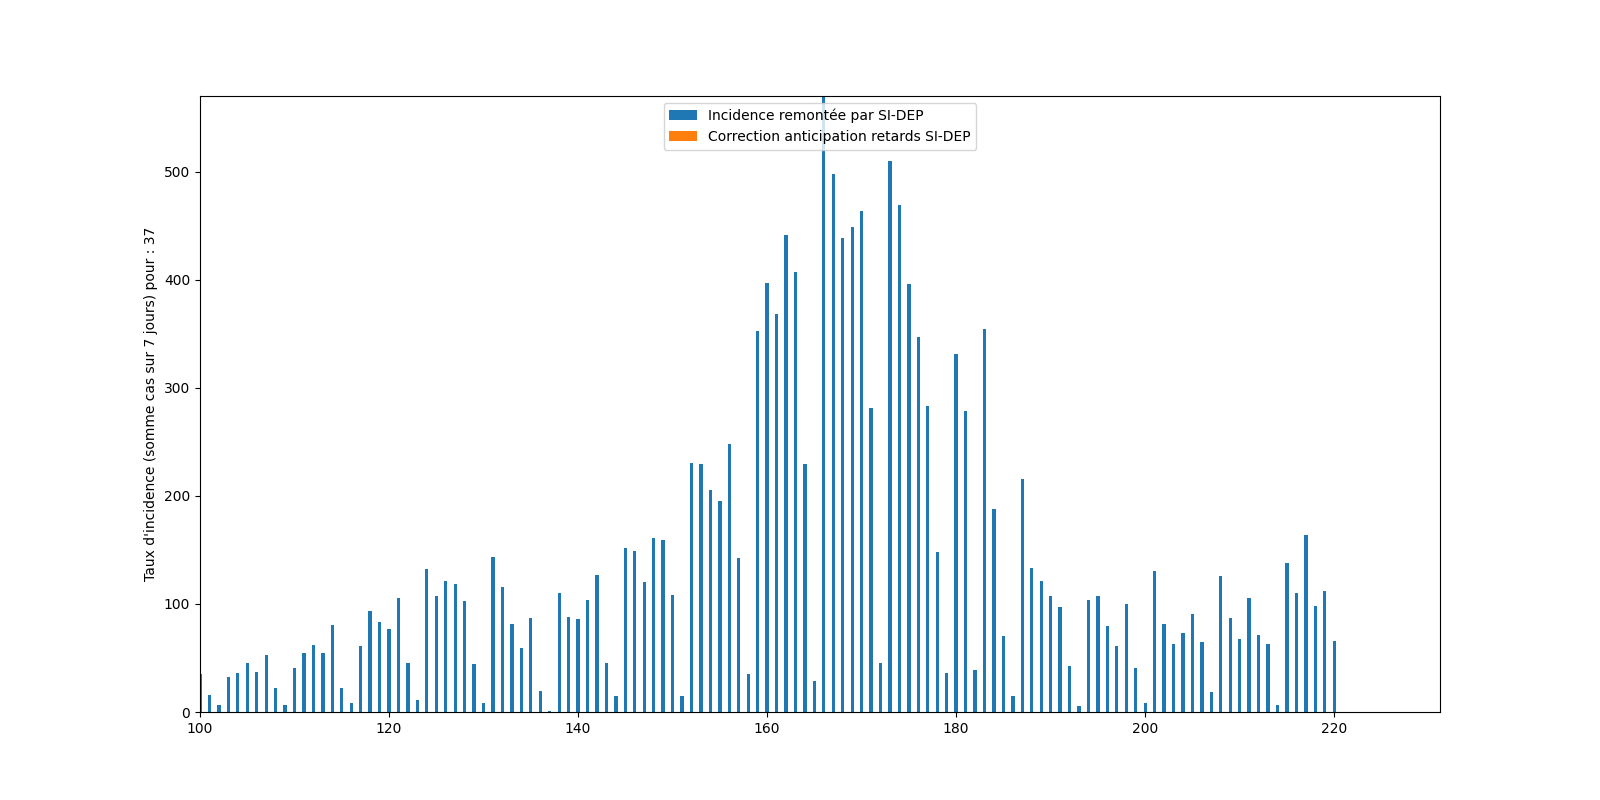 Incidence remontée par SI-DEP
Correction anticipation retards SI-DEP
Taux d'incidence (somme cas sur 7 jours) pour : 37
500
400
300
200
100
0
100 120 140 160 180 200 220